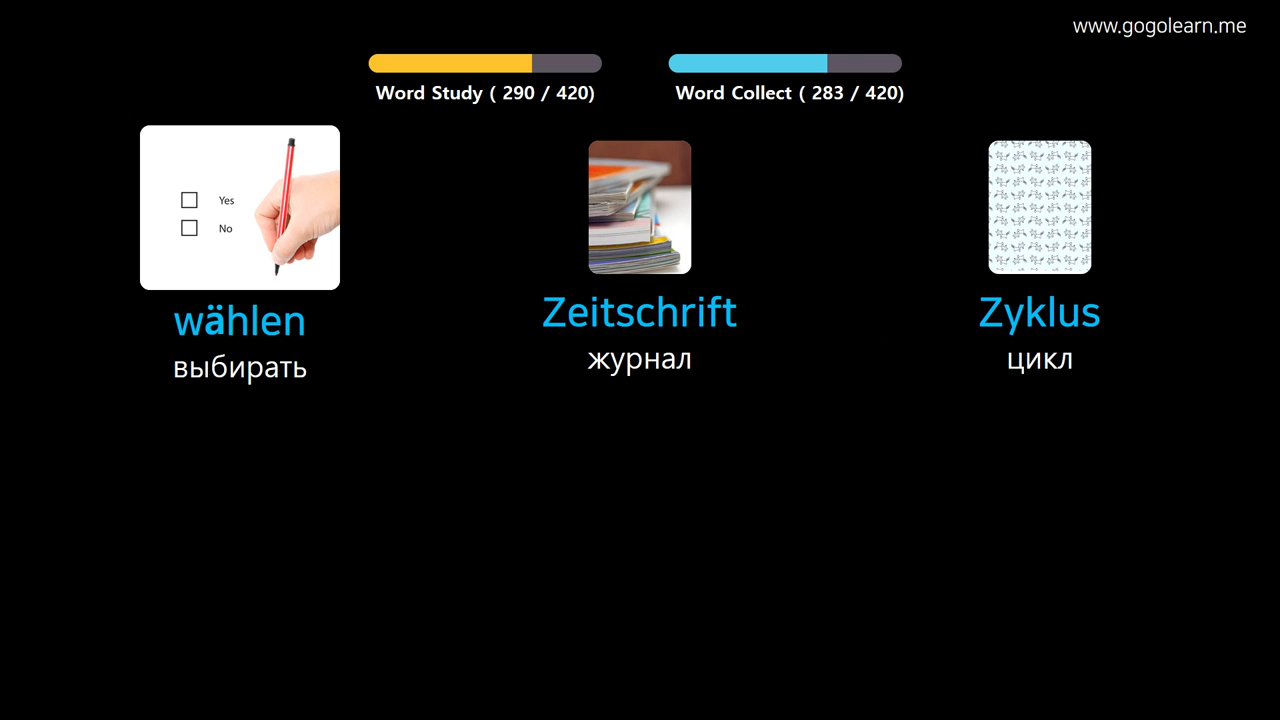 www.gogolearn.me
Word Study ( 290 / 420)
Word Collect ( 283 / 420)
Yes
No
wählen
выбирать
Zeitschrift
журнал
Zyklus
цикл